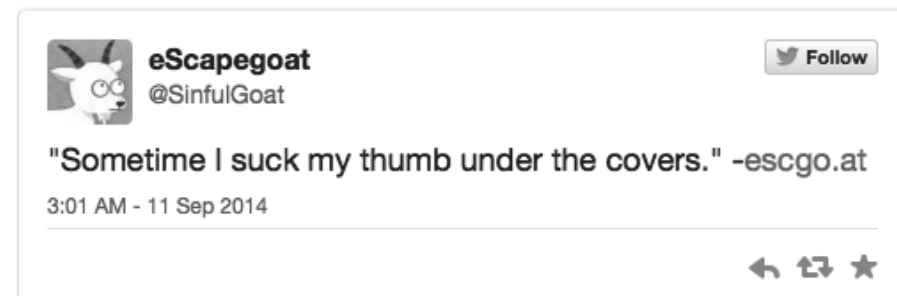 eScapegoat
Follow
@SinfulGoat
"Sometime I suck my thumb under the covers." -escgo.at
3:01 AM - 11 Sep 2014